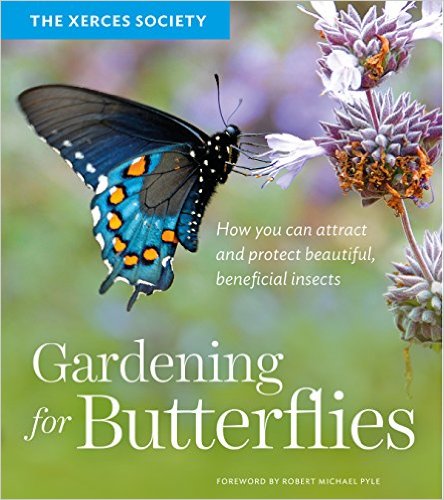 THE XERCES SOCIETY
How you can attract
and protect beautiful,
beneficial insects
Gardening
for Butterflies
FOREWORD BY ROBERT MICHAEL PYLE